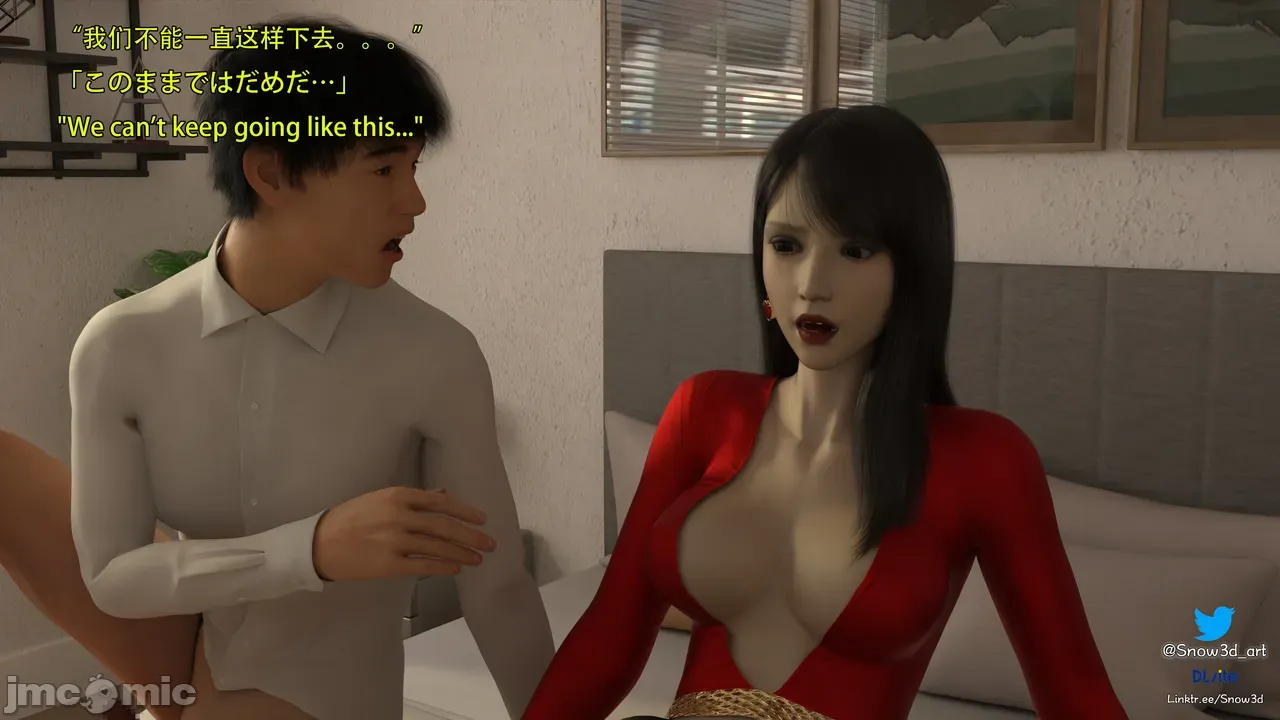 “我们不能一直这样下去。。。”
「このままではだめだ…」
"We can’t keep going like this..."
@Snow3d_art
DLsite
Linktr.ee/Snow3d
jmcomic